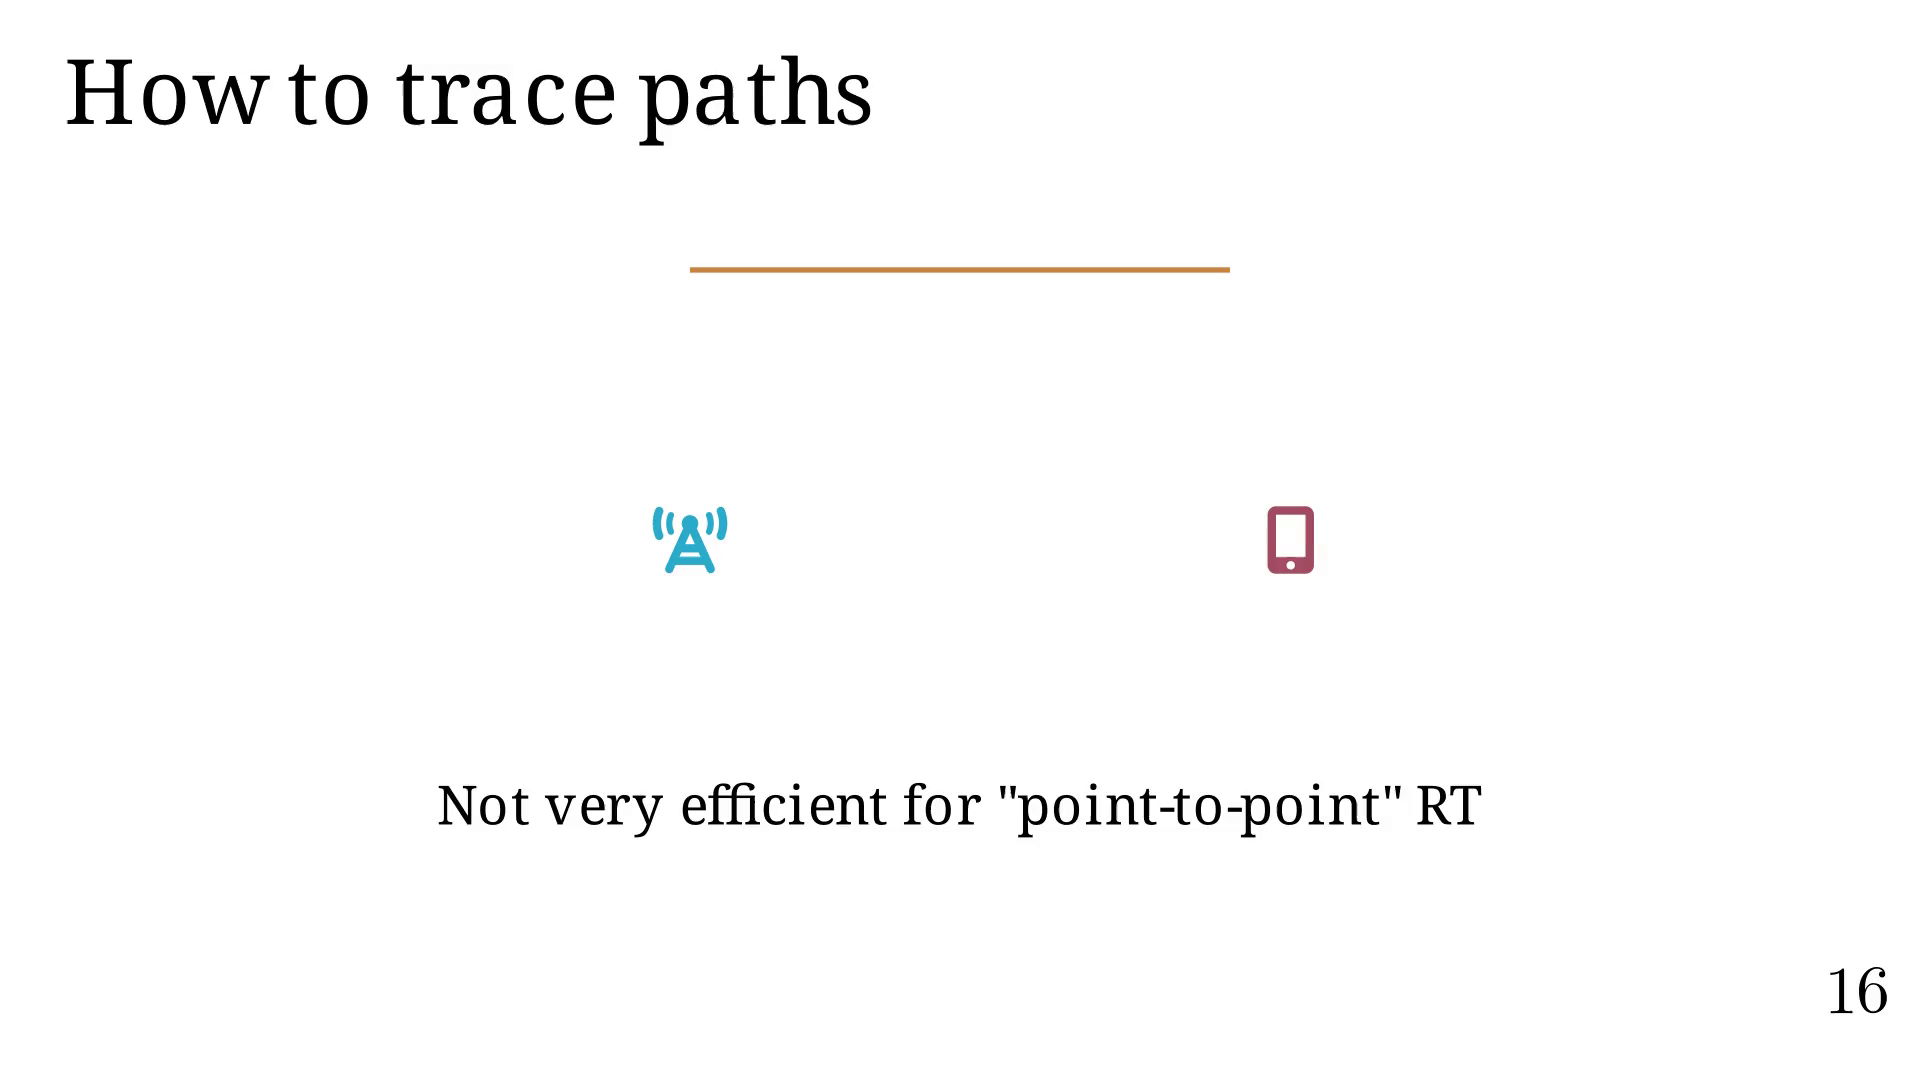 How to trace paths
Not very efficient for "point-to-point" RT
16